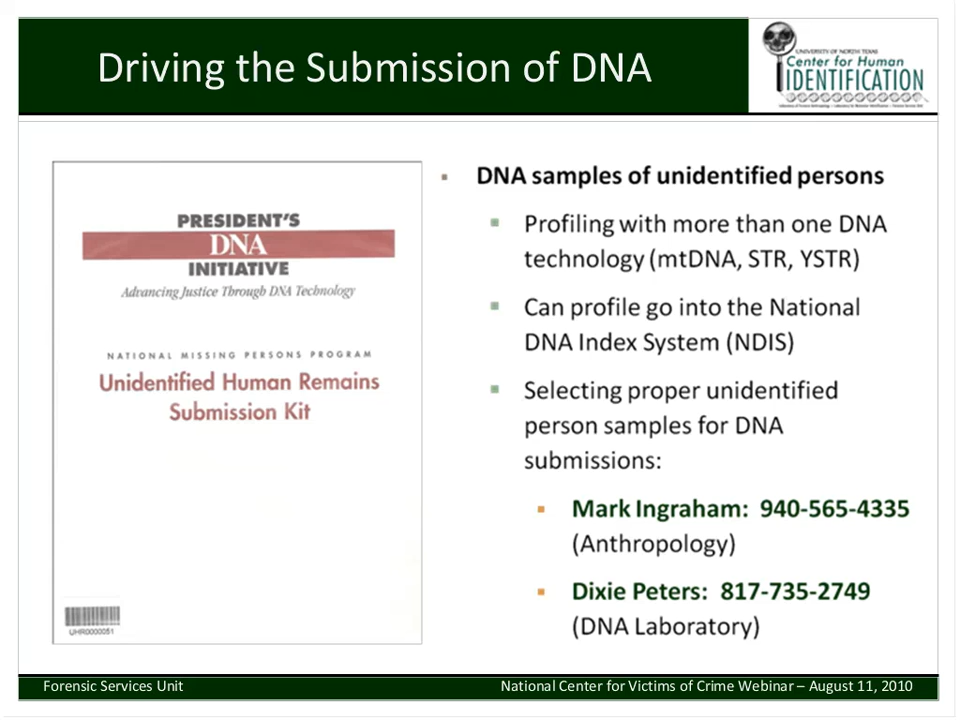 Driving the Submission of DNA
UNIVERSITY OF NORTH TEXAS
Center for Human
IDENTIFICATION
PRESIDENT'S
DNA
INITIATIVE
Advancing Justice Through DNA Technology
NATIONAL MISSING PERSONS PROGRAM
Unidentified Human Remains
Submission Kit
UHR0000051
DNA samples of unidentified persons
Profiling with more than one DNA
technology (mtDNA, STR, YSTR)
Can profile go into the National
DNA Index System (NDIS)
Selecting proper unidentified
person samples for DNA
submissions:
Mark Ingraham: 940-565-4335
(Anthropology)
Dixie Peters: 817-735-2749
(DNA Laboratory)
Forensic Services Unit
National Center for Victims of Crime Webinar – August 11, 2010